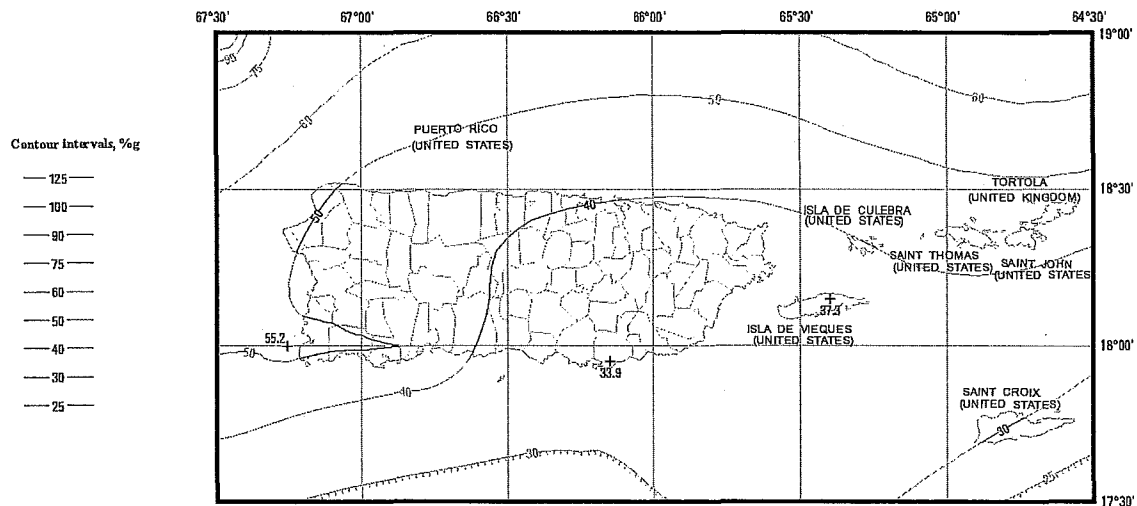 67°30' 67°00' 66°30' 66°00' 65°30' 65°00' 64°30'
19°00'
90
75
60
60
50
PUERTO RICO
(UNITED STATES)
Contour intervals, %g
125
100
90
75
60
50
40
30
25
18°30'
TORTOLA
(UNITED KINGDOM)
50
40
ISLA DE CULEBRA
(UNITED STATES)
SAINT THOMAS
(UNITED STATES)
SAINT JOHN
(UNITED STATES
37.3
ISLA DE VIEQUES
(UNITED STATES)
55.2
50
18°00'
33.9
40
SAINT CROIX
(UNITED STATES)
30
30
25
17°30'